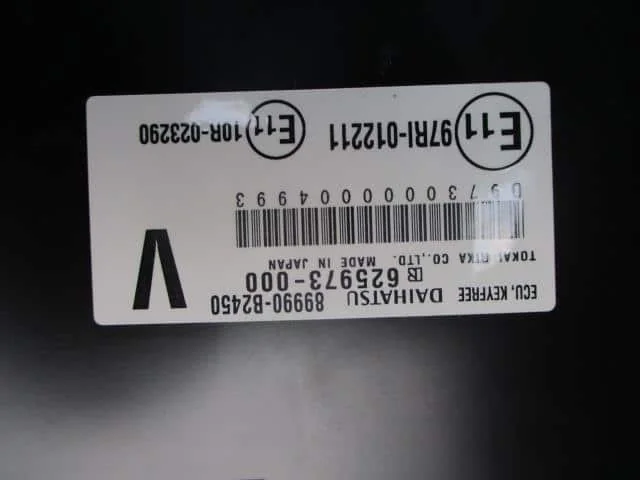 ECU, KEYFREE DAIHATSU 89990-B2450
625973-000
TOKAI RIKA CO.,LTD. MADE IN JAPAN
V
0973000004993
E11 97RI-012211 E11 10R-023290